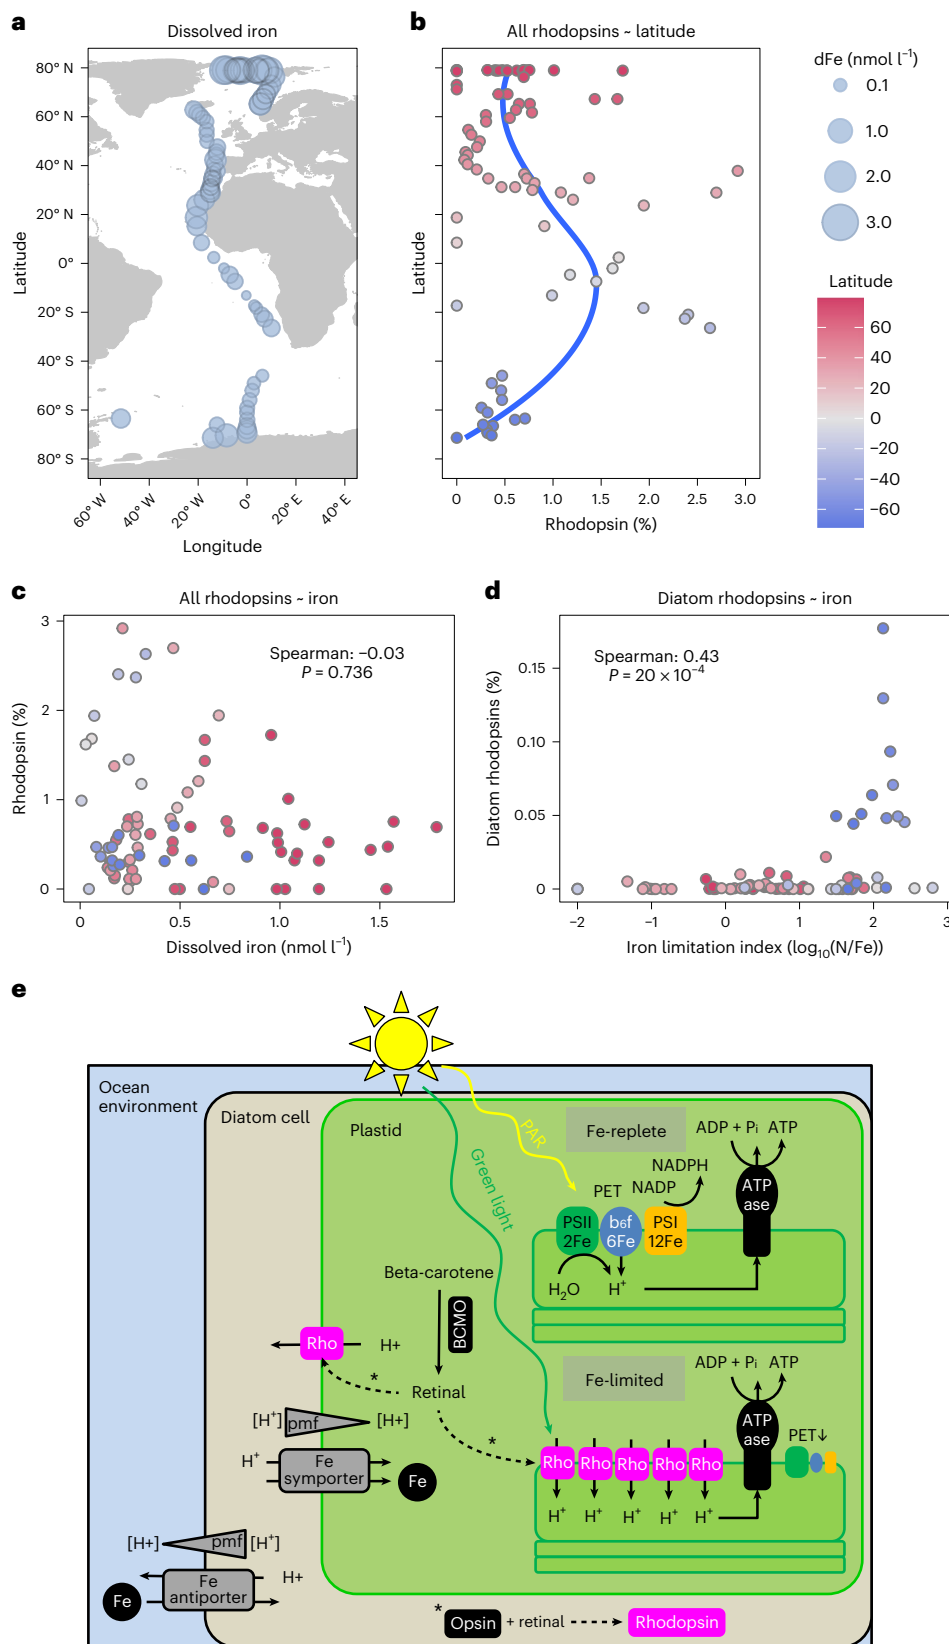 a
Dissolved iron
80° N
60° N
40° N
20° N
0°
20° S
40° S
60° S
80° S
Latitude
60° W
40° W
20° W
0°
20° E
40° E
Longitude
b
All rhodopsins ~ latitude
Latitude
0
0.5
1.0
1.5
2.0
2.5
3.0
Rhodopsin (%)
dFe (nmol l⁻¹)
0.1
1.0
2.0
3.0
Latitude
60
40
20
0
−20
−40
−60
c
All rhodopsins ~ iron
Spearman: −0.03
P = 0.736
3
2
1
0
Rhodopsin (%)
0
0.5
1.0
1.5
Dissolved iron (nmol l⁻¹)
d
Diatom rhodopsins ~ iron
Spearman: 0.43
P = 20 × 10⁻⁴
0.15
0.10
0.05
0
Diatom rhodopsins (%)
−2
−1
0
1
2
3
Iron limitation index (log₁₀(N/Fe))
e
Ocean
environment
Diatom cell
Plastid
PAR
Green light
Fe-replete
ADP + Pi ATP
NADPH
PET NADP
ATP
ase
PSII
2Fe
b6f
6Fe
PSI
12Fe
H₂O
H⁺
Beta-carotene
BCMO
Rho
H+
Retinal
*
*
Fe-limited
ADP + Pi ATP
ATP
ase
PET↓
[H⁺]
pmf
[H+]
H⁺
Fe
symporter
Fe
Rho
Rho
Rho
Rho
Rho
H⁺
H⁺
H⁺
H⁺
H⁺
[H+]
pmf
[H⁺]
Fe
Fe
antiporter
H+
* Opsin + retinal Rhodopsin